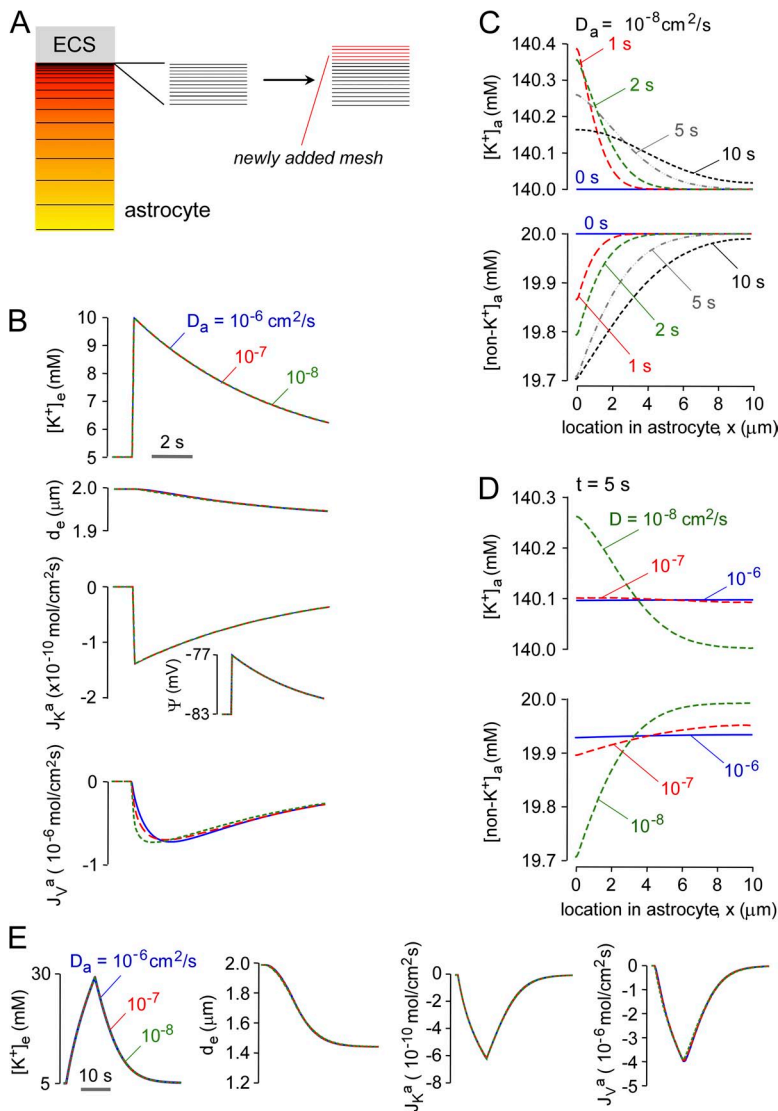 A
ECS
newly added mesh
astrocyte
B
[K⁺]ₑ (mM)
10
9
8
7
6
5
Dₐ = 10⁻⁶ cm²/s
10⁻⁷
10⁻⁸
2 s
dₑ (μm)
2.0
1.9
J_Kᵃ (x10⁻¹⁰ mol/cm²s)
0
-1
-2
Ψ (mV)
-77
-83
J_Vᵃ ( 10⁻⁶ mol/cm²s)
0
-1
C
Dₐ = 10⁻⁸cm²/s
[K⁺]ₐ (mM)
140.4
140.3
140.2
140.1
140.0
1 s
2 s
5 s
10 s
0 s
[non-K⁺]ₐ (mM)
20.0
19.9
19.8
19.7
0 s
5 s
10 s
2 s
1 s
0 2 4 6 8 10
location in astrocyte, x (μm)
D
t = 5 s
[K⁺]ₐ (mM)
140.3
140.2
140.1
140.0
D = 10⁻⁸ cm²/s
10⁻⁷
10⁻⁶
[non-K⁺]ₐ (mM)
20.0
19.9
19.8
19.7
10⁻⁶
10⁻⁷
10⁻⁸
0 2 4 6 8 10
location in astrocyte, x (μm)
E
[K⁺]ₑ (mM)
30
5
Dₐ = 10⁻⁶cm²/s
10⁻⁷
10⁻⁸
10 s
dₑ (μm)
2.0
1.8
1.6
1.4
1.2
J_Kᵃ ( 10⁻¹⁰ mol/cm²s)
0
-2
-4
-6
-8
J_Vᵃ ( 10⁻⁶ mol/cm²s)
0
-1
-2
-3
-4
-5